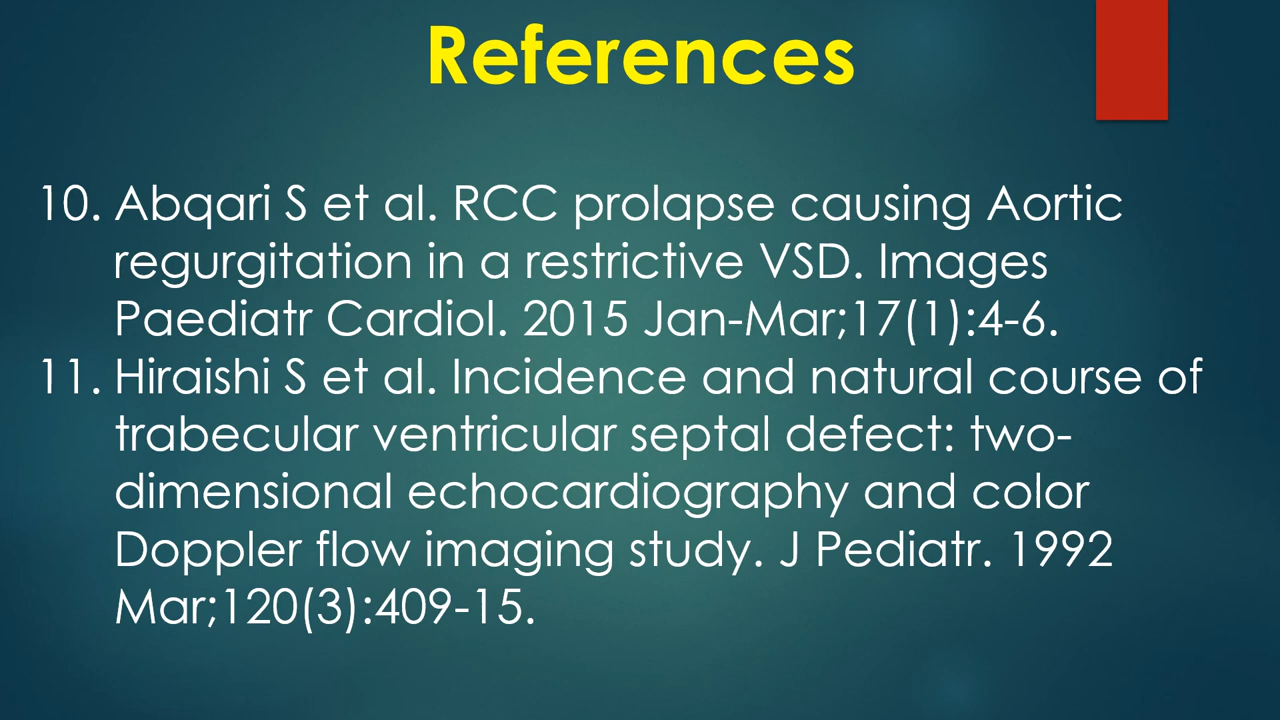 References
10. Abqari S et al. RCC prolapse causing Aortic
regurgitation in a restrictive VSD. Images
Paediatr Cardiol. 2015 Jan-Mar;17(1):4-6.
11. Hiraishi S et al. Incidence and natural course of
trabecular ventricular septal defect: two-
dimensional echocardiography and color
Doppler flow imaging study. J Pediatr. 1992
Mar;120(3):409-15.